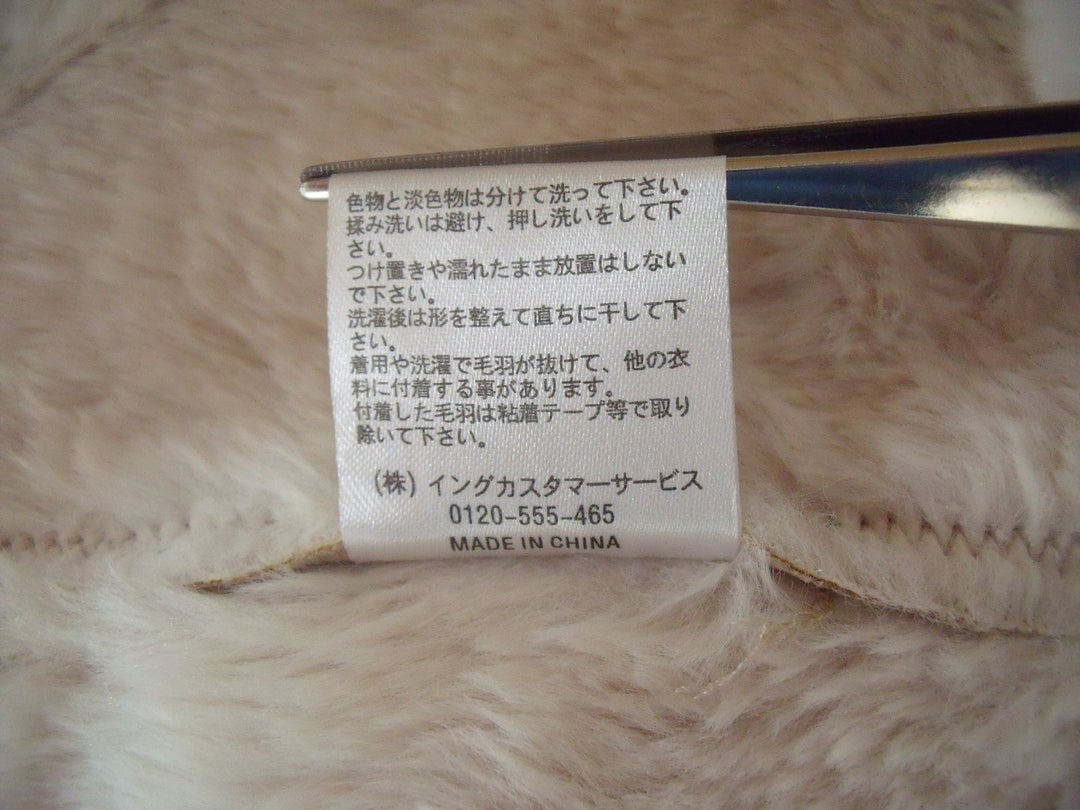 色物と淡色物は分けて洗って下さい。
揉み洗いは避け、押し洗いをして下
さい。
つけ置きや濡れたまま放置はしない
で下さい。
洗濯後は形を整えて直ちに干して下
さい。
着用や洗濯で毛羽が抜けて、他の衣
料に付着する事があります。
付着した毛羽は粘着テープ等で取り
除いて下さい。
(株) イングカスタマーサービス
0120-555-465
MADE IN CHINA